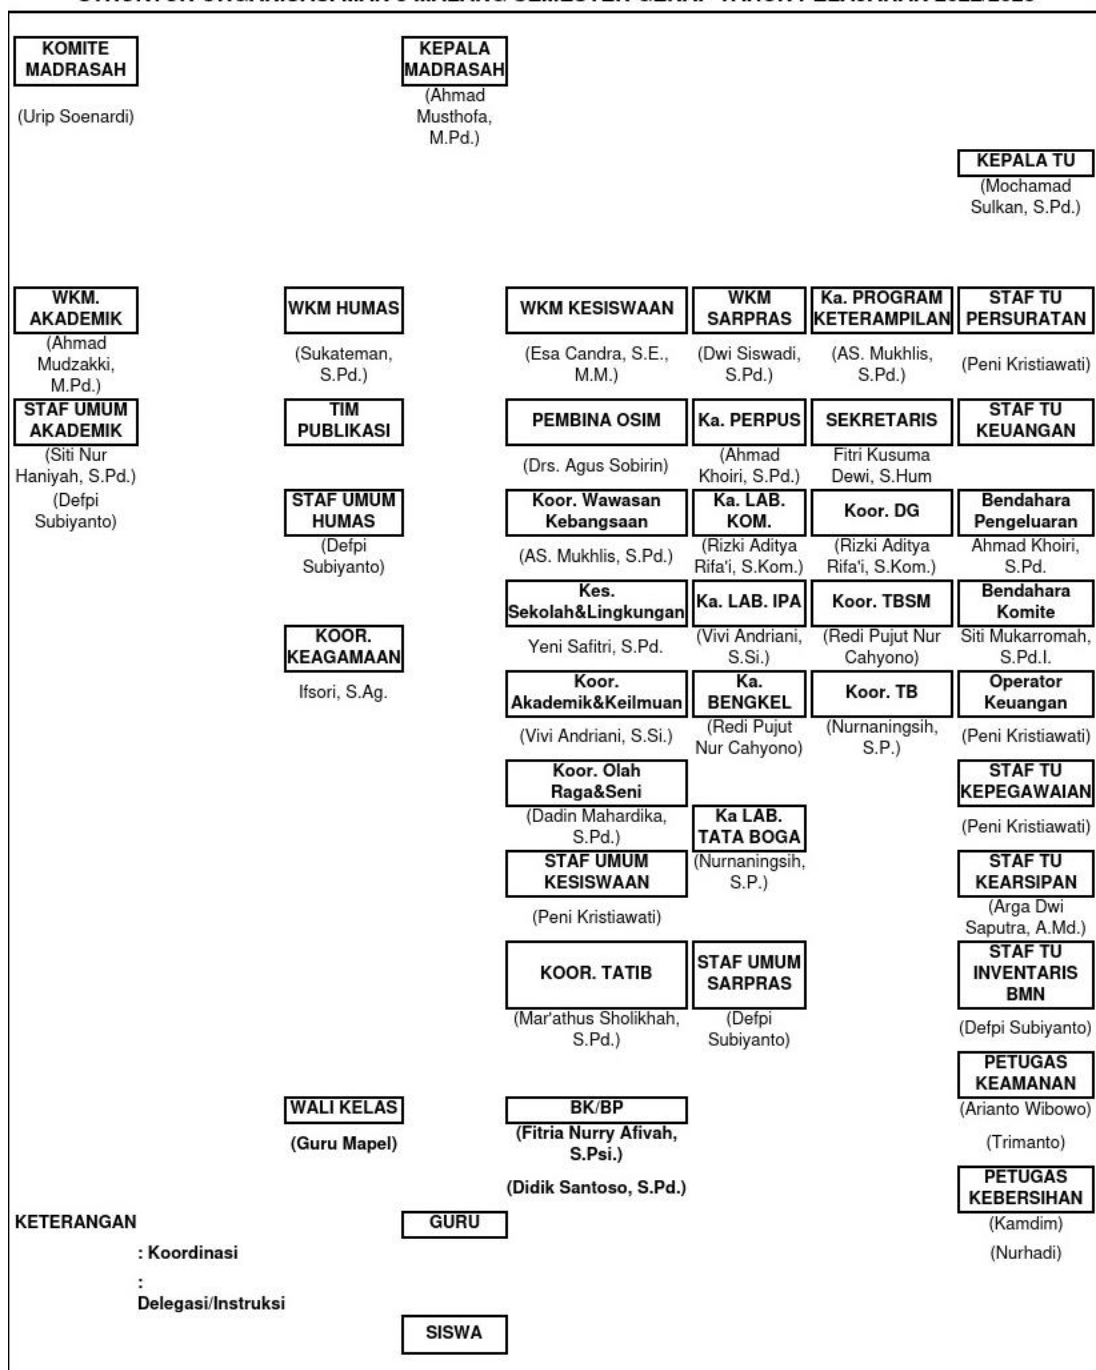 KOMITE
MADRASAH
KEPALA
MADRASAH
(Urip Soenardi)
(Ahmad
Musthofa,
M.Pd.)
KEPALA TU
(Mochamad
Sulkan, S.Pd.)
WKM.
AKADEMIK
WKM HUMAS
WKM KESISWAAN
WKM
SARPRAS
Ka. PROGRAM
KETERAMPILAN
STAF TU
PERSURATAN
(Ahmad
Mudzakki,
M.Pd.)
(Sukateman,
S.Pd.)
(Esa Candra, S.E.,
M.M.)
(Dwi Siswadi,
S.Pd.)
(AS. Mukhlis,
S.Pd.)
(Peni Kristiawati)
STAF UMUM
AKADEMIK
TIM
PUBLIKASI
PEMBINA OSIM
Ka. PERPUS
SEKRETARIS
STAF TU
KEUANGAN
(Siti Nur
Haniyah, S.Pd.)
(Drs. Agus Sobirin)
(Ahmad
Khoiri, S.Pd.)
Fitri Kusuma
Dewi, S.Hum
(Defpi
Subiyanto)
STAF UMUM
HUMAS
Koor. Wawasan
Kebangsaan
Ka. LAB.
KOM.
Koor. DG
Bendahara
Pengeluaran
(Defpi
Subiyanto)
(AS. Mukhlis, S.Pd.)
(Rizki Aditya
Rifa'i, S.Kom.)
(Rizki Aditya
Rifa'i, S.Kom.)
Ahmad Khoiri,
S.Pd.
Kes.
Sekolah&Lingkungan
Ka. LAB. IPA
Koor. TBSM
Bendahara
Komite
KOOR.
KEAGAMAAN
Yeni Safitri, S.Pd.
(Vivi Andriani,
S.Si.)
(Redi Pujut Nur
Cahyono)
Siti Mukarromah,
S.Pd.I.
Ifsori, S.Ag.
Koor.
Akademik&Keilmuan
Ka.
BENGKEL
Koor. TB
Operator
Keuangan
(Vivi Andriani, S.Si.)
(Redi Pujut
Nur Cahyono)
(Nurnaningsih,
S.P.)
(Peni Kristiawati)
Koor. Olah
Raga&Seni
STAF TU
KEPEGAWAIAN
(Dadin Mahardika,
S.Pd.)
Ka LAB.
TATA BOGA
(Peni Kristiawati)
STAF UMUM
KESISWAAN
(Nurnaningsih,
S.P.)
STAF TU
KEARSIPAN
(Peni Kristiawati)
(Arga Dwi
Saputra, A.Md.)
KOOR. TATIB
STAF UMUM
SARPRAS
STAF TU
INVENTARIS
BMN
(Mar'athus Sholikhah,
S.Pd.)
(Defpi
Subiyanto)
(Defpi Subiyanto)
PETUGAS
KEAMANAN
WALI KELAS
BK/BP
(Arianto Wibowo)
(Guru Mapel)
(Fitria Nurry Afivah,
S.Psi.)
(Trimanto)
(Didik Santoso, S.Pd.)
PETUGAS
KEBERSIHAN
KETERANGAN
GURU
(Kamdim)
: Koordinasi
(Nurhadi)
:
Delegasi/Instruksi
SISWA